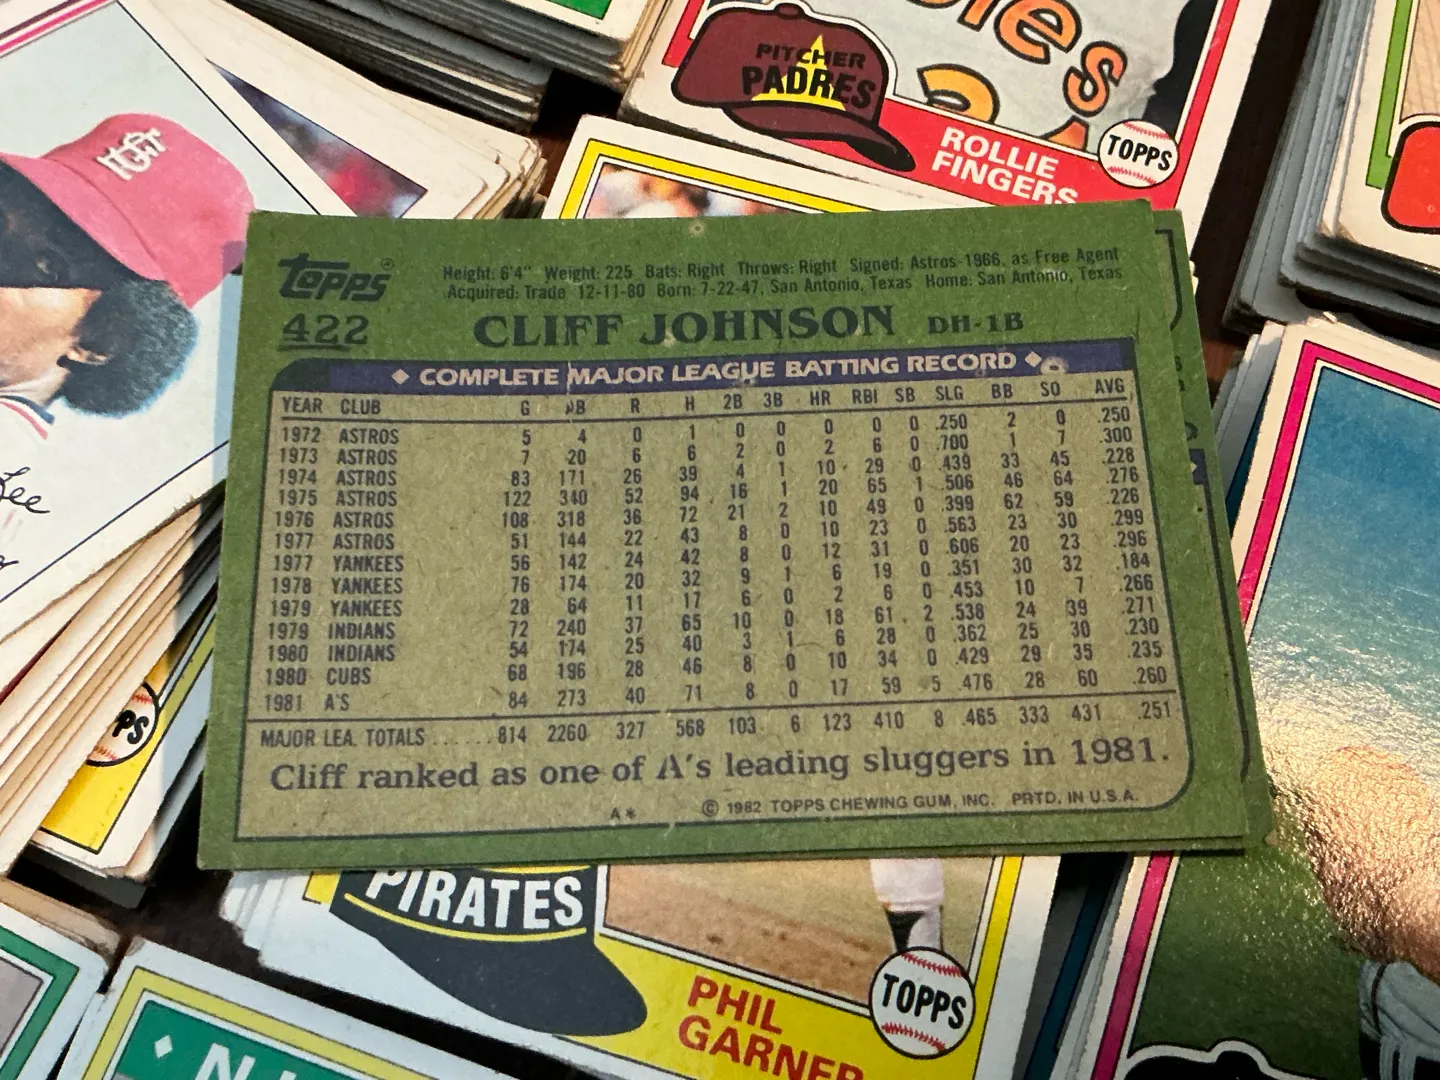 PITCHER
PADRES
ROLLIE
FINGERS
TOPPS
Lee
TOPPS®
422
Height: 6'4" Weight: 225 Bats: Right Throws: Right Signed: Astros-1966, as Free Agent
Acquired: Trade 12-11-80 Born: 7-22-47, San Antonio, Texas Home: San Antonio, Texas
CLIFF JOHNSON DH-1B
◆ COMPLETE MAJOR LEAGUE BATTING RECORD ◆
YEAR CLUB G AB R H 2B 3B HR RBI SB SLG BB SO AVG
1972 ASTROS 5 4 0 1 0 0 0 0 0 .250 2 0 .250
1973 ASTROS 7 20 6 6 2 0 2 6 0 .700 1 7 .300
1974 ASTROS 83 171 26 39 4 1 10 29 0 .439 33 45 .228
1975 ASTROS 122 340 52 94 16 1 20 65 1 .506 46 64 .276
1976 ASTROS 108 318 36 72 21 2 10 49 0 .399 62 59 .226
1977 ASTROS 51 144 22 43 8 0 10 23 0 .563 23 30 .299
1977 YANKEES 56 142 24 42 8 0 12 31 0 .606 20 23 .296
1978 YANKEES 76 174 20 32 9 1 6 19 0 .351 30 32 .184
1979 YANKEES 28 64 11 17 6 0 2 6 0 .453 10 7 .266
1979 INDIANS 72 240 37 65 10 0 18 61 2 .538 24 39 .271
1980 INDIANS 54 174 25 40 3 1 6 28 0 .362 25 30 .230
1980 CUBS 68 196 28 46 8 0 10 34 0 .429 29 35 .235
1981 A'S 84 273 40 71 8 0 17 59 5 .476 28 60 .260
MAJOR LEA. TOTALS ...... 814 2260 327 568 103 6 123 410 8 .465 333 431 .251
Cliff ranked as one of A's leading sluggers in 1981.
A* © 1982 TOPPS CHEWING GUM, INC. PRTD. IN U.S.A.
PIRATES
PHIL
GARNER
TOPPS